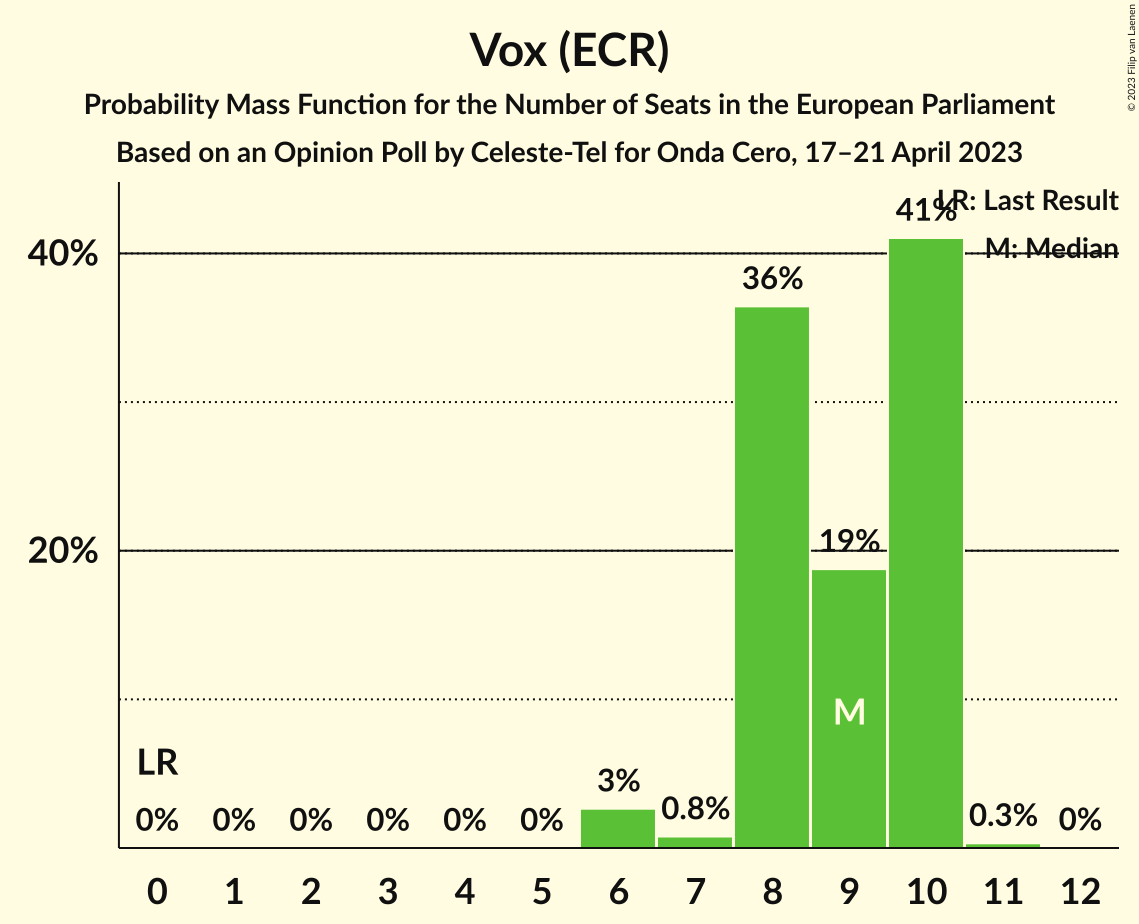 Vox (ECR)
Probability Mass Function for the Number of Seats in the European Parliament
Based on an Opinion Poll by Celeste-Tel for Onda Cero, 17–21 April 2023
© 2023 Filip van Laenen
LR: Last Result
M: Median
41%
40%
36%
20%
19%
M
LR
0% 0% 0% 0% 0% 0% 3% 0.8% 0.3% 0%
0 1 2 3 4 5 6 7 8 9 10 11 12